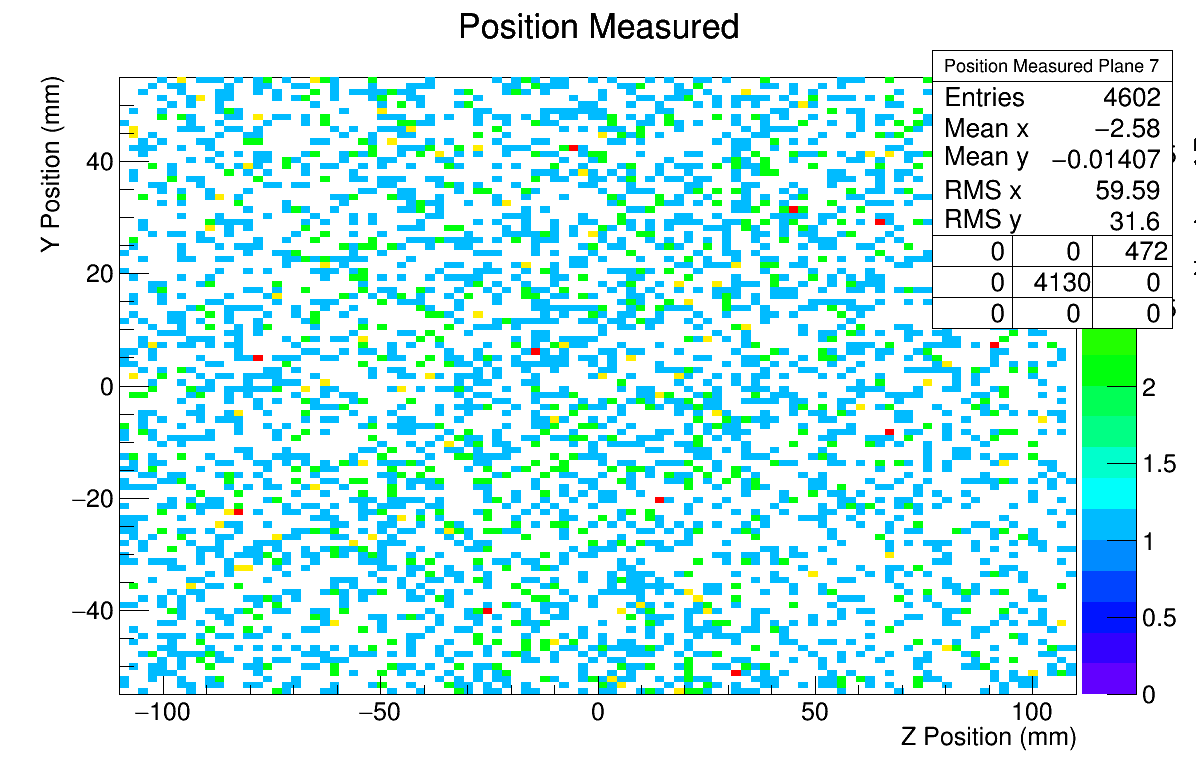 Position Measured
Position Measured Plane 7
Entries 4602
Mean x −2.58
Mean y −0.01407
RMS x 59.59
RMS y 31.6
0 0 472
0 4130 0
0 0 0
Y Position (mm)
40
20
0
−20
−40
−100 −50 0 50 100
Z Position (mm)
2
1.5
1
0.5
0